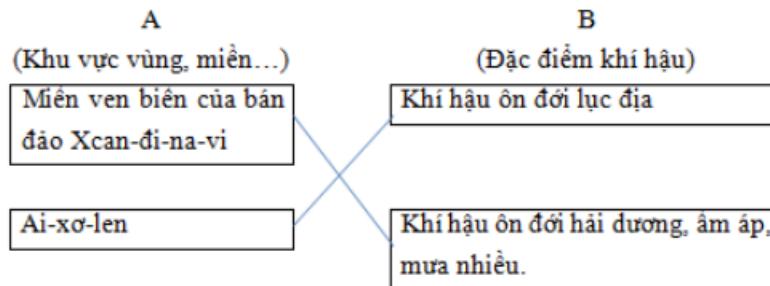 A
B
(Khu vực vùng, miền…)
(Đặc điểm khí hậu)
Miền ven biên của bán
đảo Xcan-đi-na-vi
Khí hậu ôn đới lục địa
Ai-xơ-len
Khí hậu ôn đới hải dương, ấm áp,
mưa nhiều.